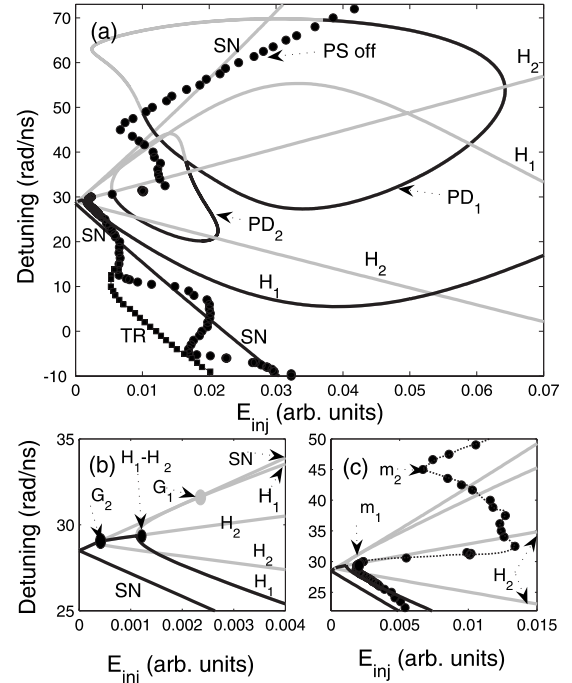 (a)
SN
PS off
H2
70
60
50
40
30
20
10
0
-10
Detuning (rad/ns)
H1
PD1
PD2
SN
H2
H1
SN
TR
0 0.01 0.02 0.03 0.04 0.05 0.06 0.07
Einj (arb. units)
(b)
35
30
25
Detuning (rad/ns)
H1-H2
SN
G1
G2
H1
H2
H2
SN
H1
0 0.001 0.002 0.003 0.004
Einj (arb. units)
(c)
50
45
40
35
30
25
m2
m1
H2
0 0.005 0.01 0.015
Einj (arb. units)